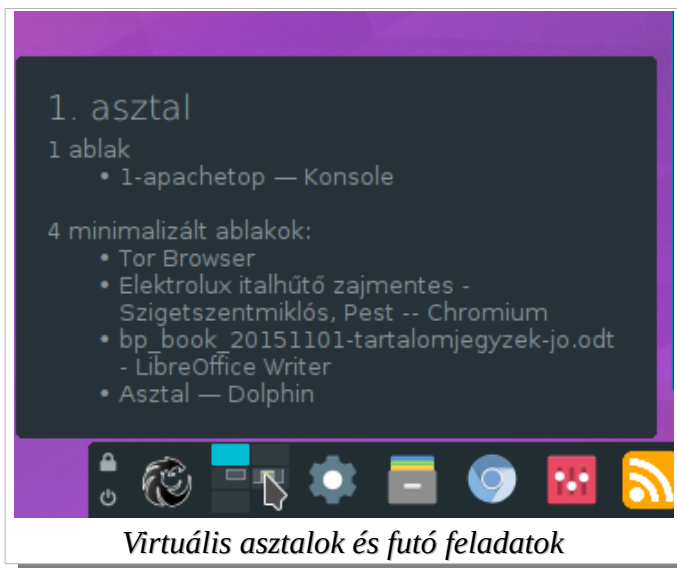 1. asztal
1 ablak
• 1-apachetop — Konsole
4 minimalizált ablakok:
• Tor Browser
• Elektrolux italhűtő zajmentes -
Szigetszentmiklós, Pest -- Chromium
• bp_book_20151101-tartalomjegyzek-jo.odt
- LibreOffice Writer
• Asztal — Dolphin
Virtuális asztalok és futó feladatok